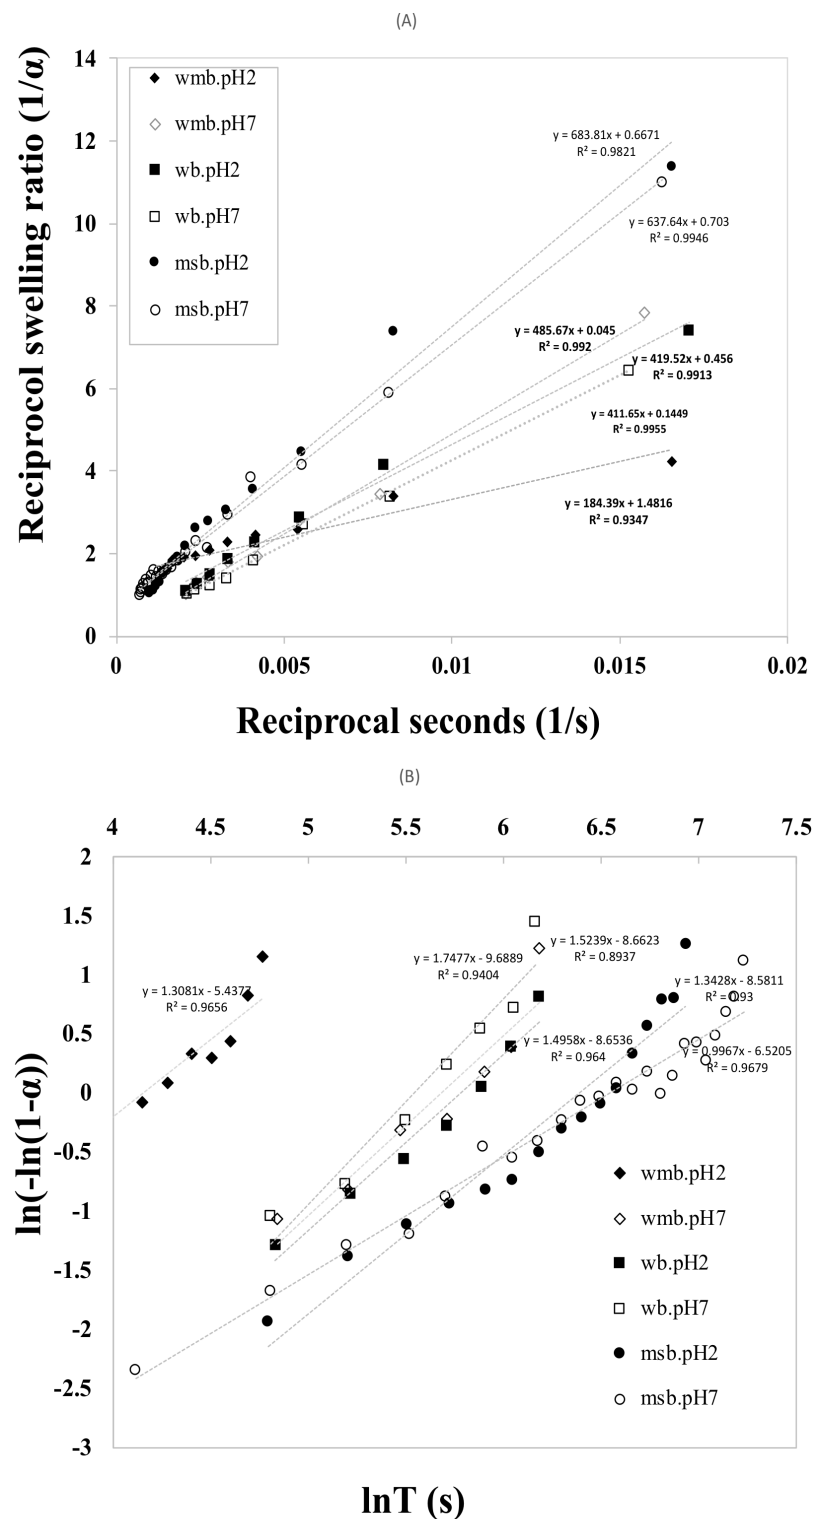 (A)
Reciprocol swelling ratio (1/α)
14
12
10
8
6
4
2
0
wmb.pH2
wmb.pH7
wb.pH2
wb.pH7
msb.pH2
msb.pH7
y = 683.81x + 0.6671
R² = 0.9821
y = 637.64x + 0.703
R² = 0.9946
y = 485.67x + 0.045
R² = 0.992
y = 419.52x + 0.456
R² = 0.9913
y = 411.65x + 0.1449
R² = 0.9955
y = 184.39x + 1.4816
R² = 0.9347
0 0.005 0.01 0.015 0.02
Reciprocal seconds (1/s)
(B)
4 4.5 5 5.5 6 6.5 7 7.5
ln(-ln(1-α))
2
1.5
1
0.5
0
-0.5
-1
-1.5
-2
-2.5
-3
y = 1.3081x - 5.4377
R² = 0.9656
y = 1.7477x - 9.6889
R² = 0.9404
y = 1.5239x - 8.6623
R² = 0.8937
y = 1.3428x - 8.5811
R² = 0.93
y = 1.4958x - 8.6536
R² = 0.964
y = 0.9967x - 6.5205
R² = 0.9679
wmb.pH2
wmb.pH7
wb.pH2
wb.pH7
msb.pH2
msb.pH7
lnT (s)